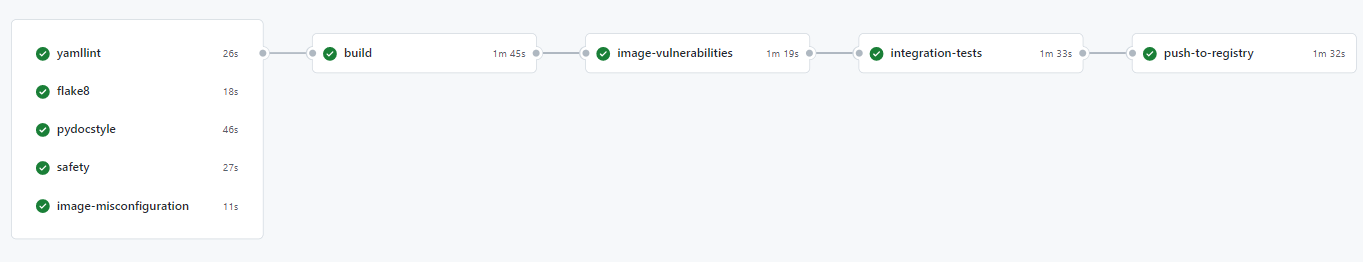 yamllint 26s
flake8 18s
pydocstyle 46s
safety 27s
image-misconfiguration 11s
build 1m 45s
image-vulnerabilities 1m 19s
integration-tests 1m 33s
push-to-registry 1m 32s